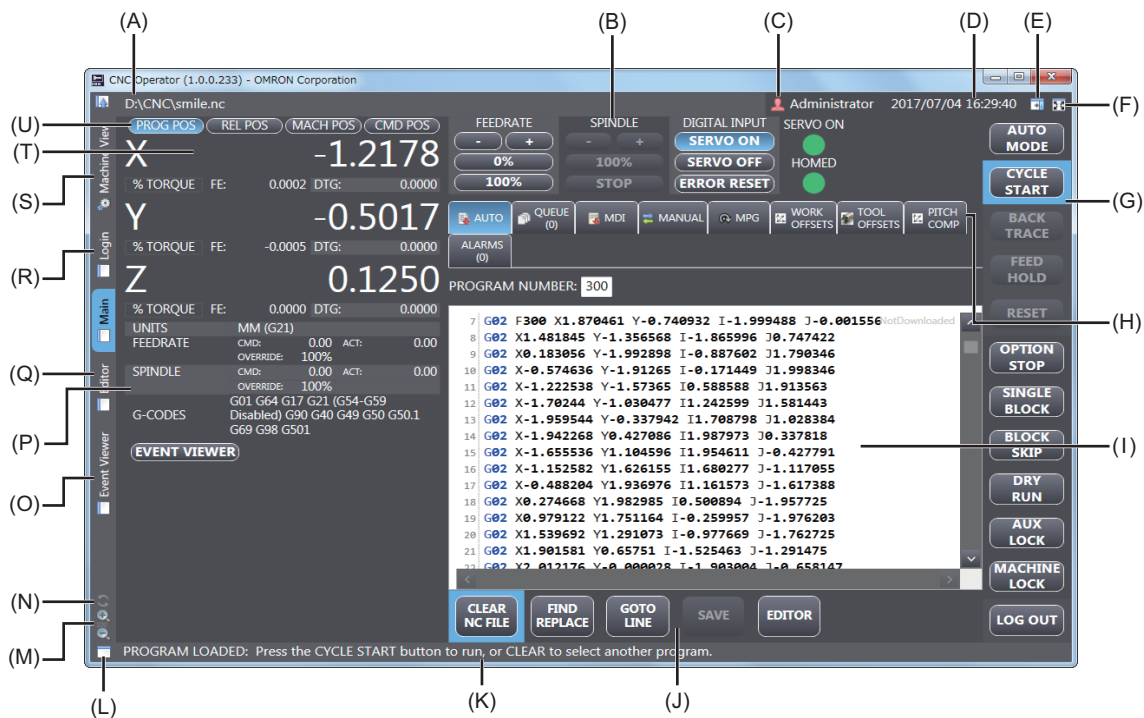 (A)
(B)
(C)
(D)
(E)
CNC Operator (1.0.0.233) - OMRON Corporation
D:\CNC\smile.nc
Administrator 2017/07/04 16:29:40
(F)
(U)
PROG POS REL POS MACH POS CMD POS
FEEDRATE SPINDLE DIGITAL INPUT SERVO ON
AUTO MODE
(T)
X -1.2178
- + - + SERVO ON
0% 100% SERVO OFF HOMED
100% STOP ERROR RESET
% TORQUE FE: 0.0002 DTG: 0.0000
CYCLE START
(G)
(S)
Machine View
Y -0.5017
AUTO QUEUE (0) MDI MANUAL MPG WORK OFFSETS TOOL OFFSETS PITCH COMP
BACK TRACE
(R)
Login
% TORQUE FE: -0.0005 DTG: 0.0000
ALARMS (0)
FEED HOLD
Z 0.1250
PROGRAM NUMBER: 300
Main
% TORQUE FE: 0.0000 DTG: 0.0000
RESET
(H)
UNITS MM (G21)
FEEDRATE CMD: 0.00 ACT: 0.00
OVERRIDE: 100%
SPINDLE CMD: 0.00 ACT: 0.00
OVERRIDE: 100%
G-CODES
G01 G64 G17 G21 (G54-G59
Disabled) G90 G40 G49 G50 G50.1
G69 G98 G501
EVENT VIEWER
(Q)
Editor
(P)
(O)
Event Viewer
7 G02 F300 X1.870461 Y-0.740932 I-1.999488 J-0.001556 NotDownloaded
8 G02 X1.481845 Y-1.356568 I-1.865996 J0.747422
9 G02 X0.183056 Y-1.992898 I-0.887602 J1.790346
10 G02 X-0.574636 Y-1.91265 I-0.171449 J1.998346
11 G02 X-1.222538 Y-1.57365 I0.588588 J1.913563
12 G02 X-1.70244 Y-1.030477 I1.242599 J1.581443
13 G02 X-1.959544 Y-0.337942 I1.708798 J1.028384
14 G02 X-1.942268 Y0.427086 I1.987973 J0.337818
15 G02 X-1.655536 Y1.104596 I1.954611 J-0.427791
16 G02 X-1.152582 Y1.626155 I1.680277 J-1.117055
17 G02 X-0.488204 Y1.936976 I1.161573 J-1.617388
18 G02 X0.274668 Y1.982985 I0.500894 J-1.957725
19 G02 X0.979122 Y1.751164 I-0.259957 J-1.976203
20 G02 X1.539692 Y1.291073 I-0.977669 J-1.762725
21 G02 X1.901581 Y0.65751 I-1.525463 J-1.291475
22 G02 X2.012176 Y-0.000028 I-1.903004 J-0.658147
OPTION STOP
SINGLE BLOCK
BLOCK SKIP
(I)
DRY RUN
AUX LOCK
MACHINE LOCK
(N)
(M)
CLEAR NC FILE FIND REPLACE GOTO LINE SAVE EDITOR
LOG OUT
PROGRAM LOADED: Press the CYCLE START button to run, or CLEAR to select another program.
(L)
(K)
(J)